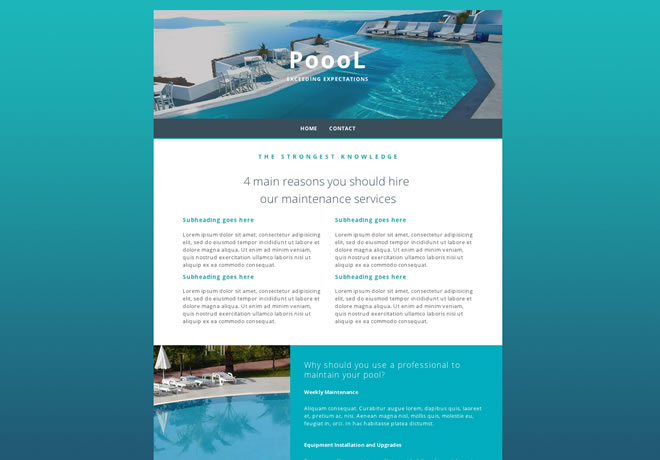 PoooL
EXCEEDING EXPECTATIONS
HOME CONTACT
THE STRONGEST KNOWLEDGE
4 main reasons you should hire
our maintenance services
Subheading goes here
Lorem ipsum dolor sit amet, consectetur adipisicing
elit, sed do eiusmod tempor incididunt ut labore et
dolore magna aliqua. Ut enim ad minim veniam,
quis nostrud exercitation ullamco laboris nisi ut
aliquip ex ea commodo consequat.
Subheading goes here
Lorem ipsum dolor sit amet, consectetur adipisicing
elit, sed do eiusmod tempor incididunt ut labore et
dolore magna aliqua. Ut enim ad minim veniam,
quis nostrud exercitation ullamco laboris nisi ut
aliquip ex ea commodo consequat.
Subheading goes here
Lorem ipsum dolor sit amet, consectetur adipisicing
elit, sed do eiusmod tempor incididunt ut labore et
dolore magna aliqua. Ut enim ad minim veniam,
quis nostrud exercitation ullamco laboris nisi ut
aliquip ex ea commodo consequat.
Subheading goes here
Lorem ipsum dolor sit amet, consectetur adipisicing
elit, sed do eiusmod tempor incididunt ut labore et
dolore magna aliqua. Ut enim ad minim veniam,
quis nostrud exercitation ullamco laboris nisi ut
aliquip ex ea commodo consequat.
Why should you use a professional to
maintain your pool?
Weekly Maintenance
Aliquam consequat. Curabitur augue lorem, dapibus quis, laoreet
et, pretium ac, nisi. Aenean magna nisl, mollis quis, molestie eu,
feugiat in, orsi. In hac habitasse platea dictumst.
Equipment Installation and Upgrades